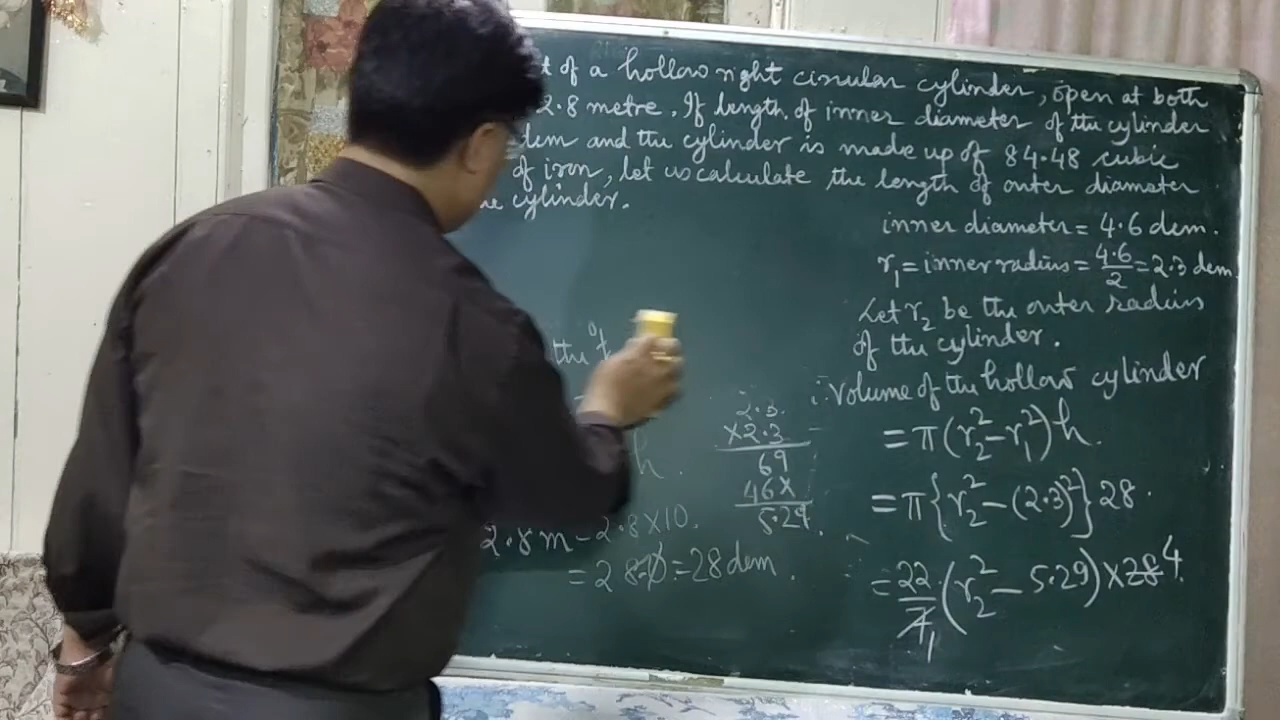 of a hollow right circular cylinder, open at both
2.8 metre. If length of inner diameter of the cylinder
dcm and the cylinder is made up of 84.48 cubic
of iron, let us calculate the length of outer diameter
cylinder.
inner diameter = 4.6 dcm.
r₁ = inner radius = 4.6/2 = 2.3 dcm
Let r₂ be the outer radius
of the cylinder.
∴ Volume of the hollow cylinder
= π(r₂² – r₁²)h.
= π{r₂² – (2.3)²}28.
= 22/7 1 (r₂² – 5.29) × 28 4
the
h.
2.8m = 2.8×10.
= 28 = 28 dcm.
2.3
×2.3
69
46×
5.29